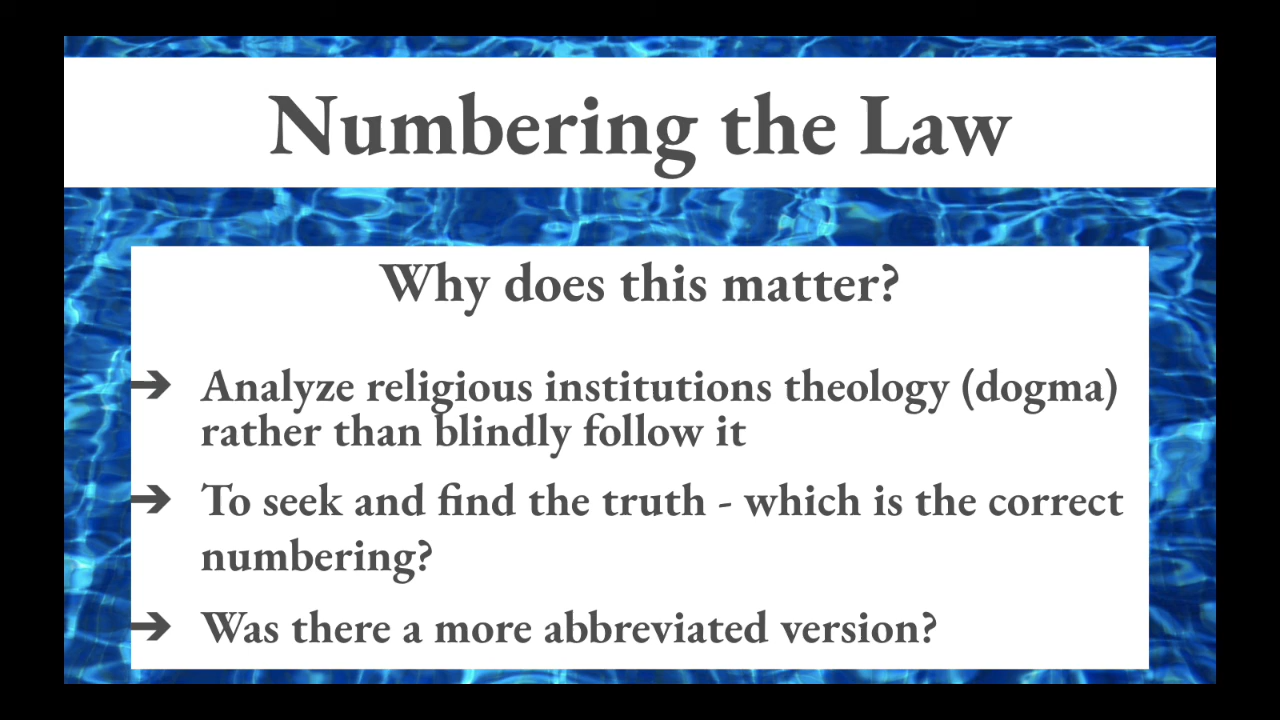 Numbering the Law
Why does this matter?
➔ Analyze religious institutions theology (dogma)
rather than blindly follow it
➔ To seek and find the truth - which is the correct
numbering?
➔ Was there a more abbreviated version?